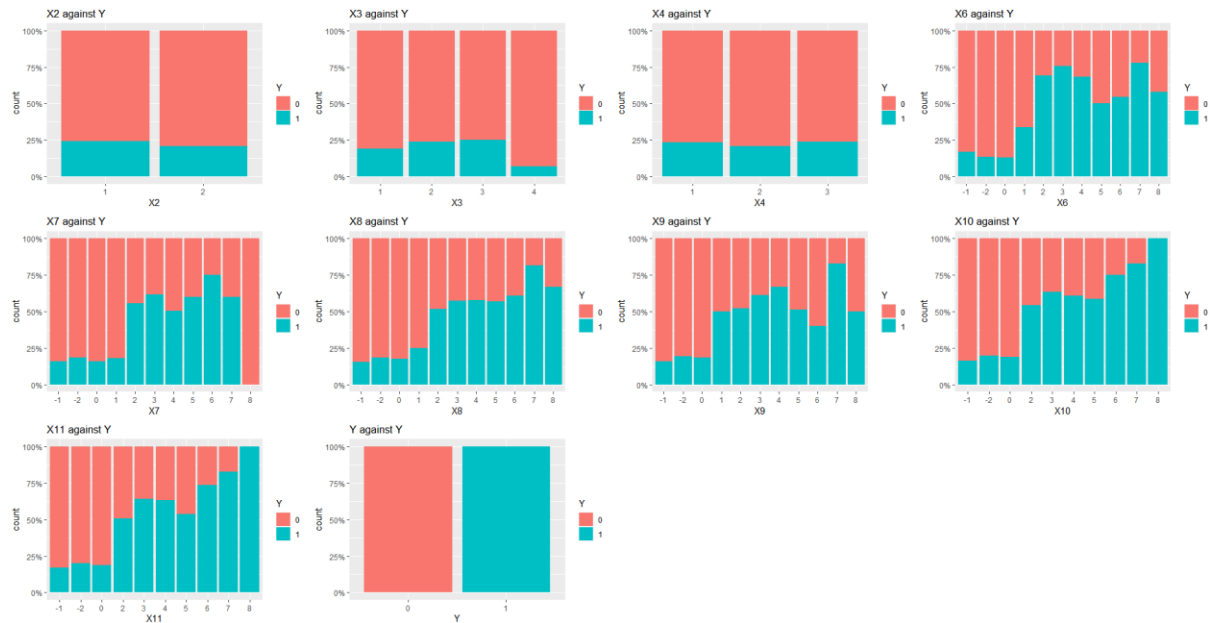 X2 against Y
100%
75%
50%
25%
0%
count
1 2
X2
Y
0
1
X3 against Y
100%
75%
50%
25%
0%
count
1 2 3 4
X3
Y
0
1
X4 against Y
100%
75%
50%
25%
0%
count
1 2 3
X4
Y
0
1
X6 against Y
100%
75%
50%
25%
0%
count
-1 -2 0 1 2 3 4 5 6 7 8
X6
Y
0
1
X7 against Y
100%
75%
50%
25%
0%
count
-1 -2 0 1 2 3 4 5 6 7 8
X7
Y
0
1
X8 against Y
100%
75%
50%
25%
0%
count
-1 -2 0 1 2 3 4 5 6 7 8
X8
Y
0
1
X9 against Y
100%
75%
50%
25%
0%
count
-1 -2 0 1 2 3 4 5 6 7 8
X9
Y
0
1
X10 against Y
100%
75%
50%
25%
0%
count
-1 -2 0 2 3 4 5 6 7 8
X10
Y
0
1
X11 against Y
100%
75%
50%
25%
0%
count
-1 -2 0 2 3 4 5 6 7 8
X11
Y
0
1
Y against Y
100%
75%
50%
25%
0%
count
0 1
Y
Y
0
1